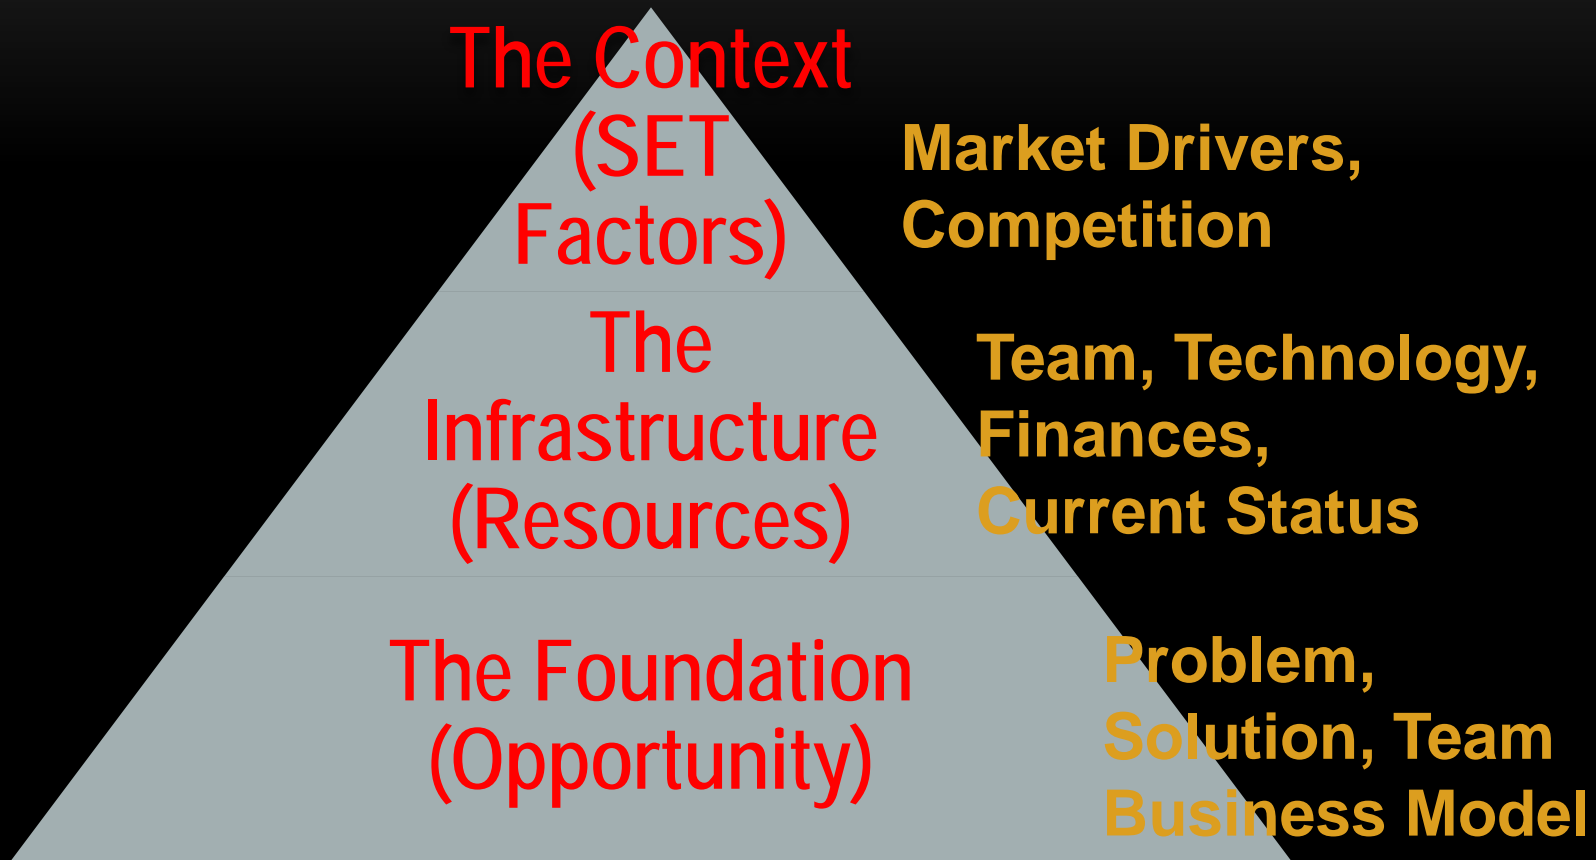 The Context
(SET
Factors)
Market Drivers,
Competition
The
Infrastructure
(Resources)
Team, Technology,
Finances,
Current Status
The Foundation
(Opportunity)
Problem,
Solution, Team
Business Model